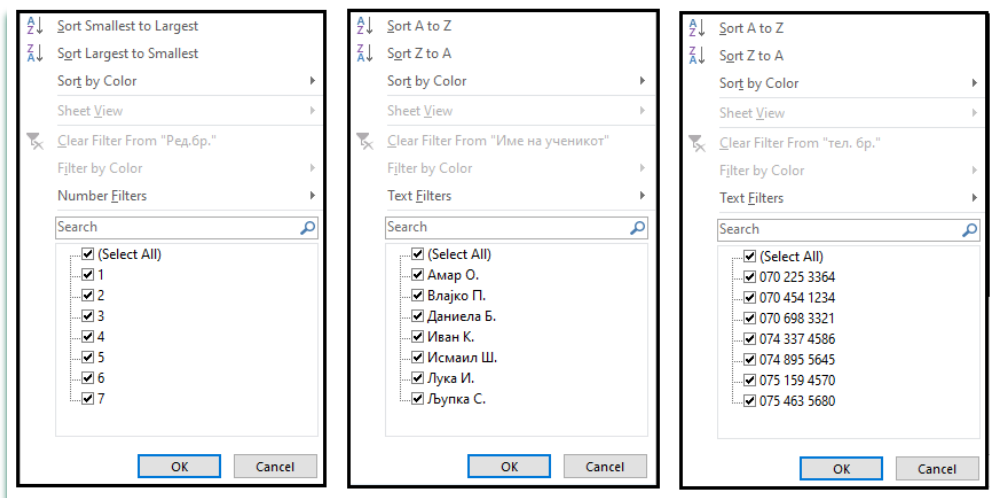 Sort Smallest to Largest
Sort Largest to Smallest
Sort by Color
Sheet View
Clear Filter From "Ред.бр."
Filter by Color
Number Filters
Search
(Select All)
1
2
3
4
5
6
7
OK Cancel
Sort A to Z
Sort Z to A
Sort by Color
Sheet View
Clear Filter From "Име на ученикот"
Filter by Color
Text Filters
Search
(Select All)
Амар О.
Влајко П.
Даниела Б.
Иван К.
Исмаил Ш.
Лука И.
Љупка С.
OK Cancel
Sort A to Z
Sort Z to A
Sort by Color
Sheet View
Clear Filter From "тел. бр."
Filter by Color
Text Filters
Search
(Select All)
070 225 3364
070 454 1234
070 698 3321
074 337 4586
074 895 5645
075 159 4570
075 463 5680
OK Cancel